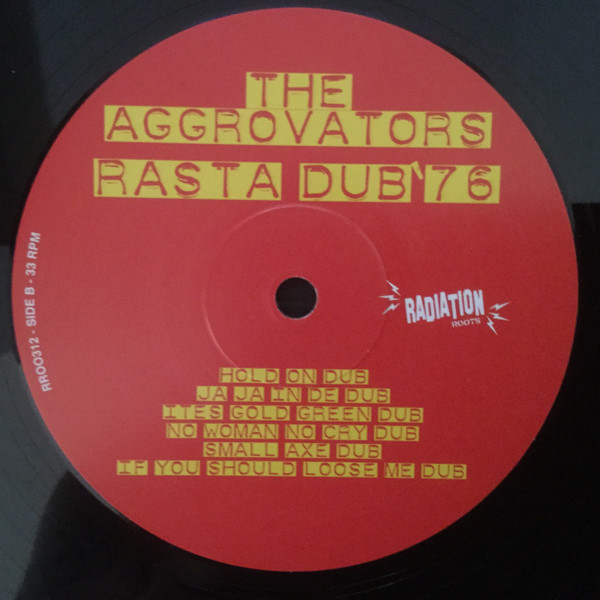 THE
AGGROVATORS
RASTA DUB'76
RROO312 - SIDE B - 33 RPM
RADIATION
ROOTS
HOLD ON DUB
JA JA IN DE DUB
ITES GOLD GREEN DUB
NO WOMAN NO CRY DUB
SMALL AXE DUB
IF YOU SHOULD LOOSE ME DUB